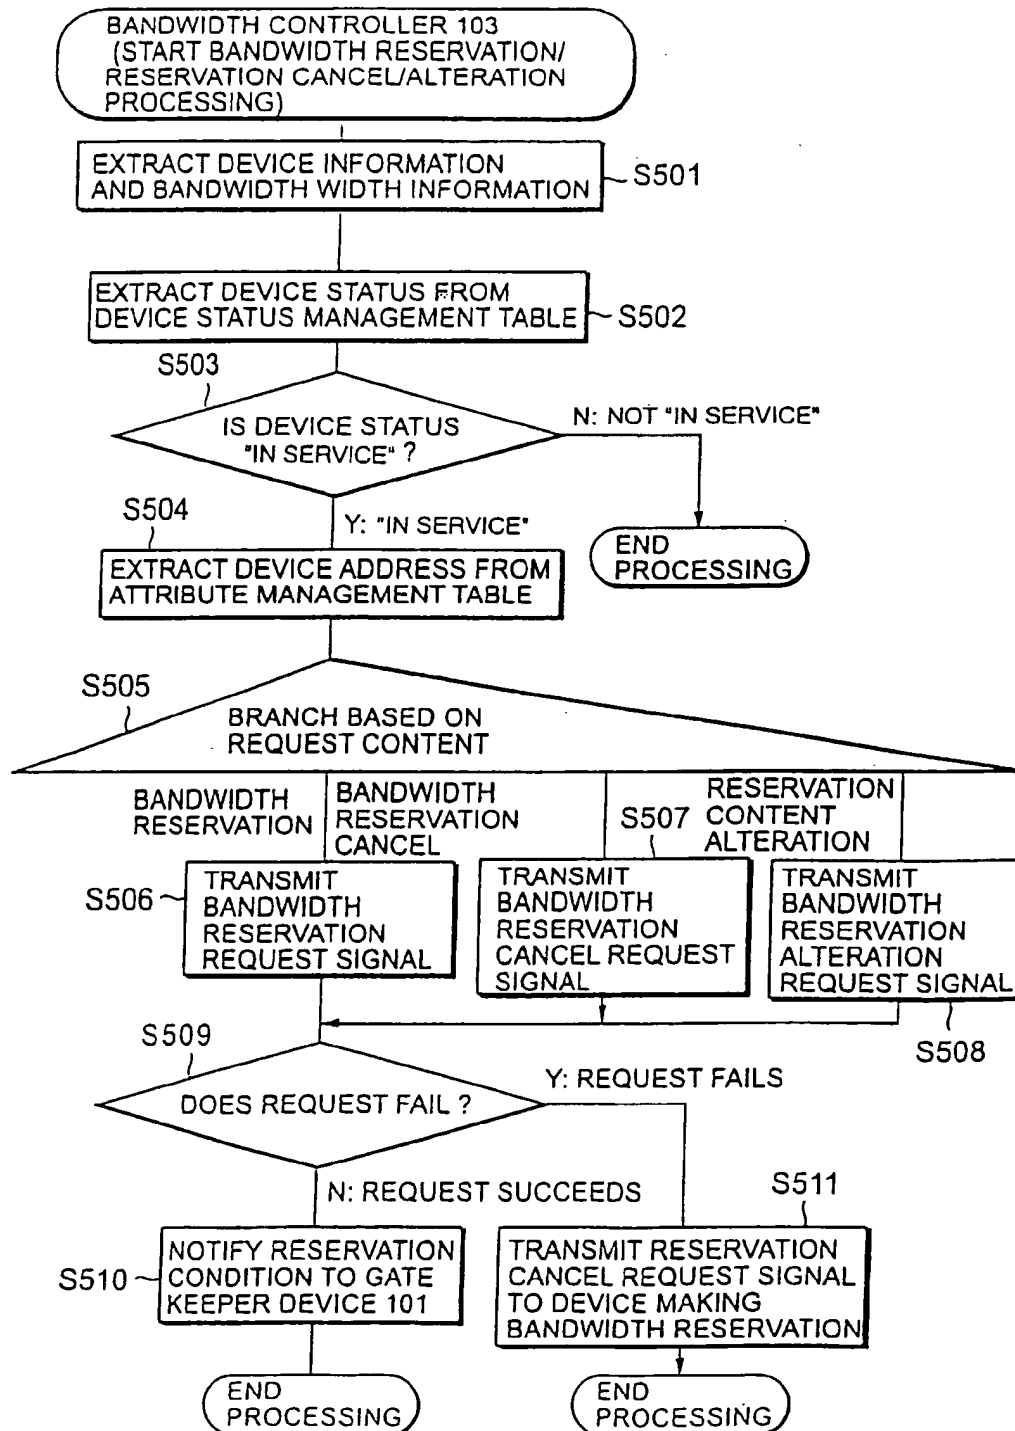 BANDWIDTH CONTROLLER 103
(START BANDWIDTH RESERVATION/
RESERVATION CANCEL/ALTERATION
PROCESSING)
EXTRACT DEVICE INFORMATION
AND BANDWIDTH WIDTH INFORMATION
S501
EXTRACT DEVICE STATUS FROM
DEVICE STATUS MANAGEMENT TABLE
S502
S503
IS DEVICE STATUS
"IN SERVICE" ?
N: NOT "IN SERVICE"
END
PROCESSING
Y: "IN SERVICE"
S504
EXTRACT DEVICE ADDRESS FROM
ATTRIBUTE MANAGEMENT TABLE
S505
BRANCH BASED ON
REQUEST CONTENT
BANDWIDTH
RESERVATION
BANDWIDTH
RESERVATION
CANCEL
RESERVATION
CONTENT
ALTERATION
S506
TRANSMIT
BANDWIDTH
RESERVATION
REQUEST SIGNAL
S507
TRANSMIT
BANDWIDTH
RESERVATION
CANCEL REQUEST
SIGNAL
TRANSMIT
BANDWIDTH
RESERVATION
ALTERATION
REQUEST SIGNAL
S508
S509
DOES REQUEST FAIL ?
Y: REQUEST FAILS
N: REQUEST SUCCEEDS
S510
NOTIFY RESERVATION
CONDITION TO GATE
KEEPER DEVICE 101
END
PROCESSING
S511
TRANSMIT RESERVATION
CANCEL REQUEST SIGNAL
TO DEVICE MAKING
BANDWIDTH RESERVATION
END
PROCESSING